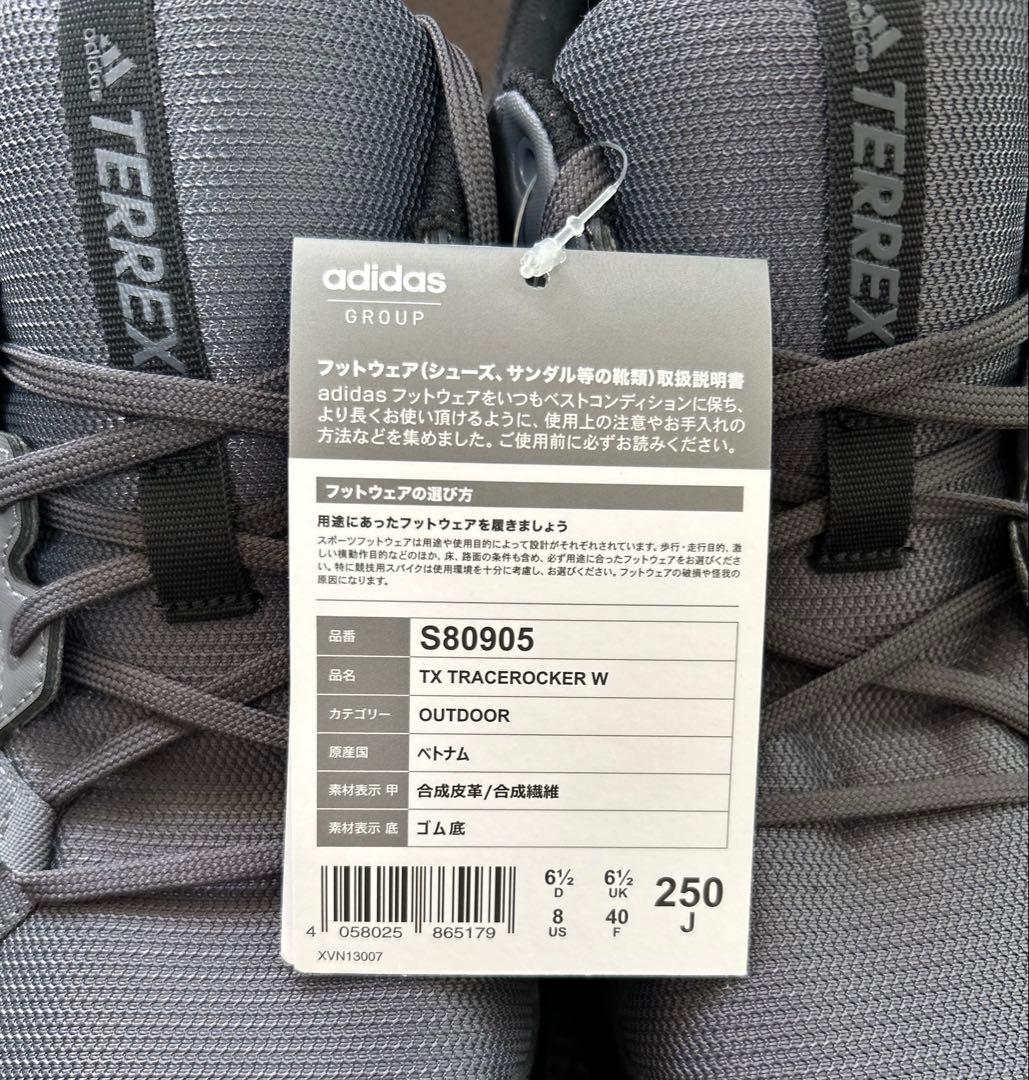 adidas
TERREX
adidas
TERREX
adidas
GROUP
フットウェア(シューズ、サンダル等の靴類)取扱説明書
adidas フットウェアをいつもベストコンディションに保ち、
より長くお使い頂けるように、使用上の注意やお手入れの
方法などを集めました。ご使用前に必ずお読みください。
フットウェアの選び方
用途にあったフットウェアを履きましょう
スポーツフットウェアは用途や使用目的によって設計がそれぞれされています。歩行・走行目的、激
しい横動作目的などのほか、床、路面の条件も含め、必ず用途に合ったフットウェアをお選びくださ
い。特に競技用スパイクは使用環境を十分に考慮し、お選びください。フットウェアの破損や怪我の
原因になります。
品番 S80905
品名 TX TRACEROCKER W
カテゴリー OUTDOOR
原産国 ベトナム
素材表示 甲 合成皮革/合成繊維
素材表示 底 ゴム底
6½ 6½ 250
D UK J
8 40
US F
4 058025 865179
XVN13007